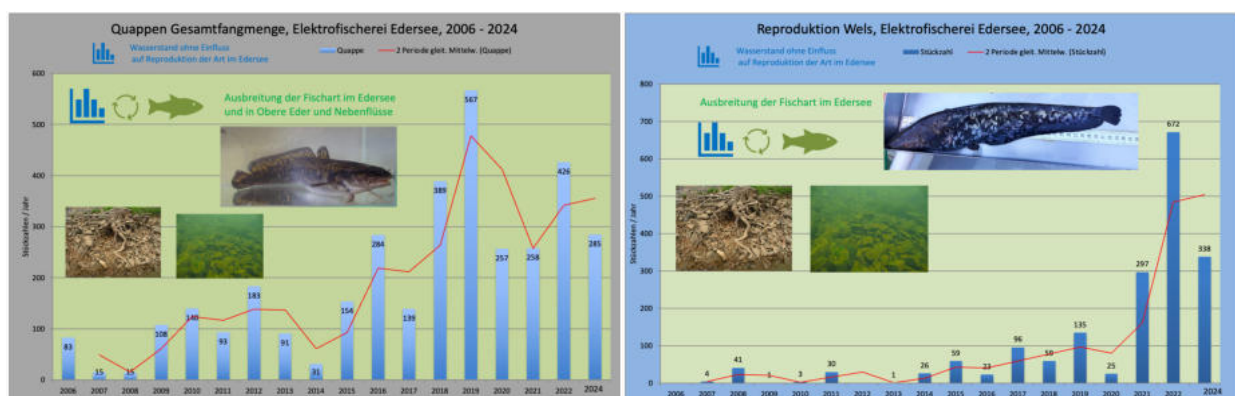 Quappen Gesamtfangmenge, Elektrofischerei Edersee, 2006 - 2024
Wasserstand ohne Einfluss
auf Reproduktion der Art im Edersee
Quappe
2 Periode gleit. Mittelw. (Quappe)
Ausbreitung der Fischart im Edersee
und in Obere Eder und Nebenflüsse
Stückzahlen / Jahr
600
500
400
300
200
100
0
83
15
15
108
140
183
93
91
31
156
284
139
389
567
257
258
426
285
2006 2007 2008 2009 2010 2011 2012 2013 2014 2015 2016 2017 2018 2019 2020 2021 2022 2024
Reproduktion Wels, Elektrofischerei Edersee, 2006 - 2024
Wasserstand ohne Einfluss
auf Reproduktion der Art im Edersee
Stückzahl
2 Periode gleit. Mittelw. (Stückzahl)
Ausbreitung der Fischart im Edersee
Stückzahlen / Jahr
800
700
600
500
400
300
200
100
0
4
41
1
3
30
1
26
59
23
96
135
25
297
672
338
2006 2007 2008 2009 2010 2011 2012 2013 2014 2015 2016 2017 2018 2019 2020 2021 2022 2024